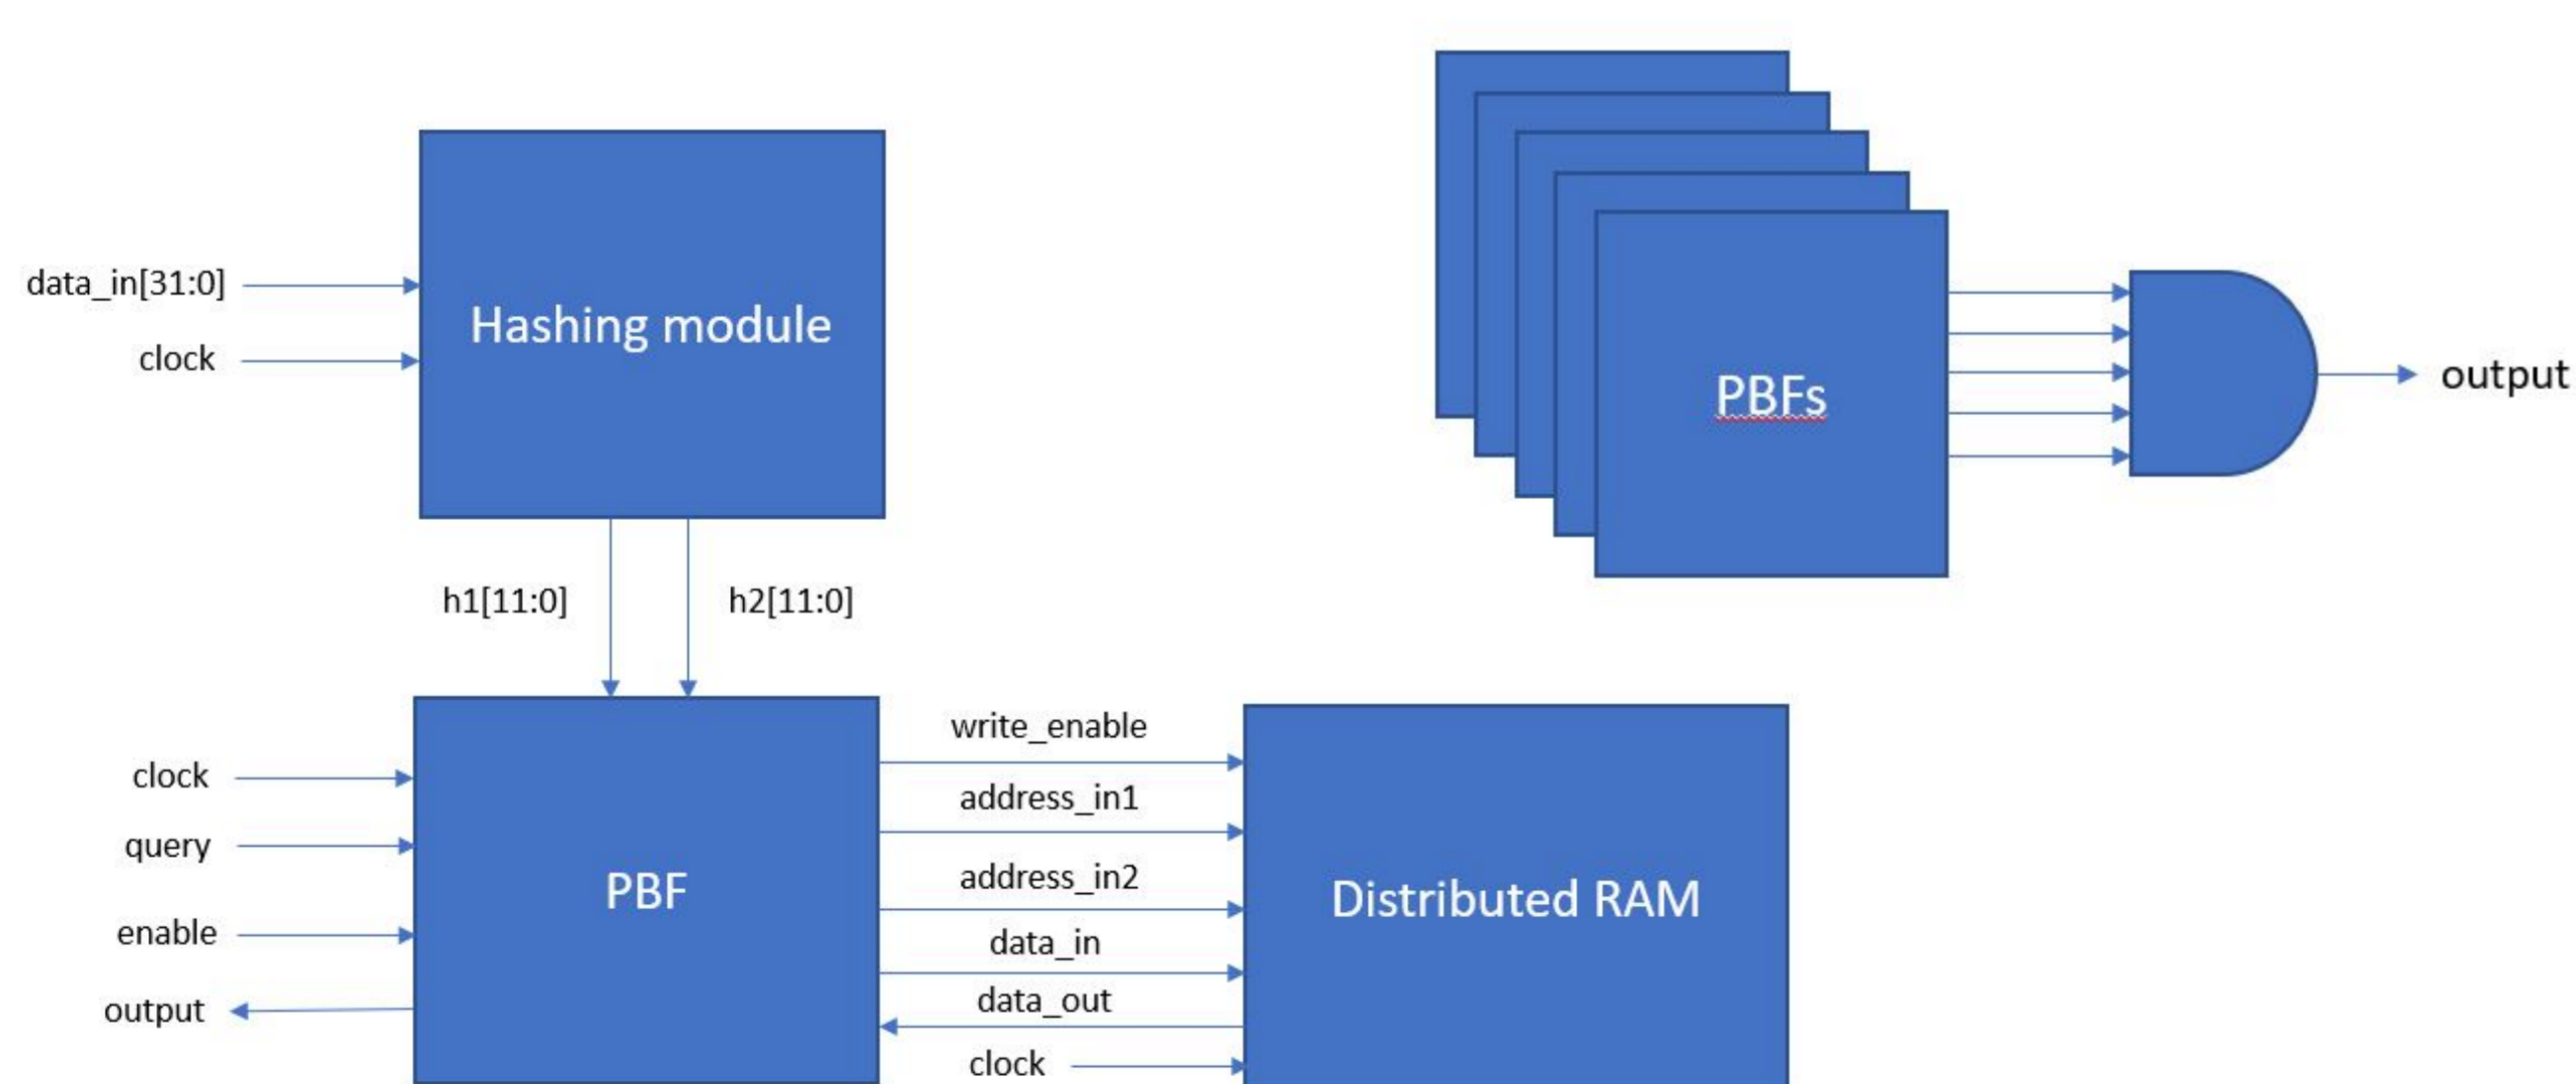 data_in[31:0]
clock
Hashing module
h1[11:0]
h2[11:0]
PBFs
output
clock
query
enable
output
PBF
write_enable
address_in1
address_in2
data_in
data_out
clock
Distributed RAM